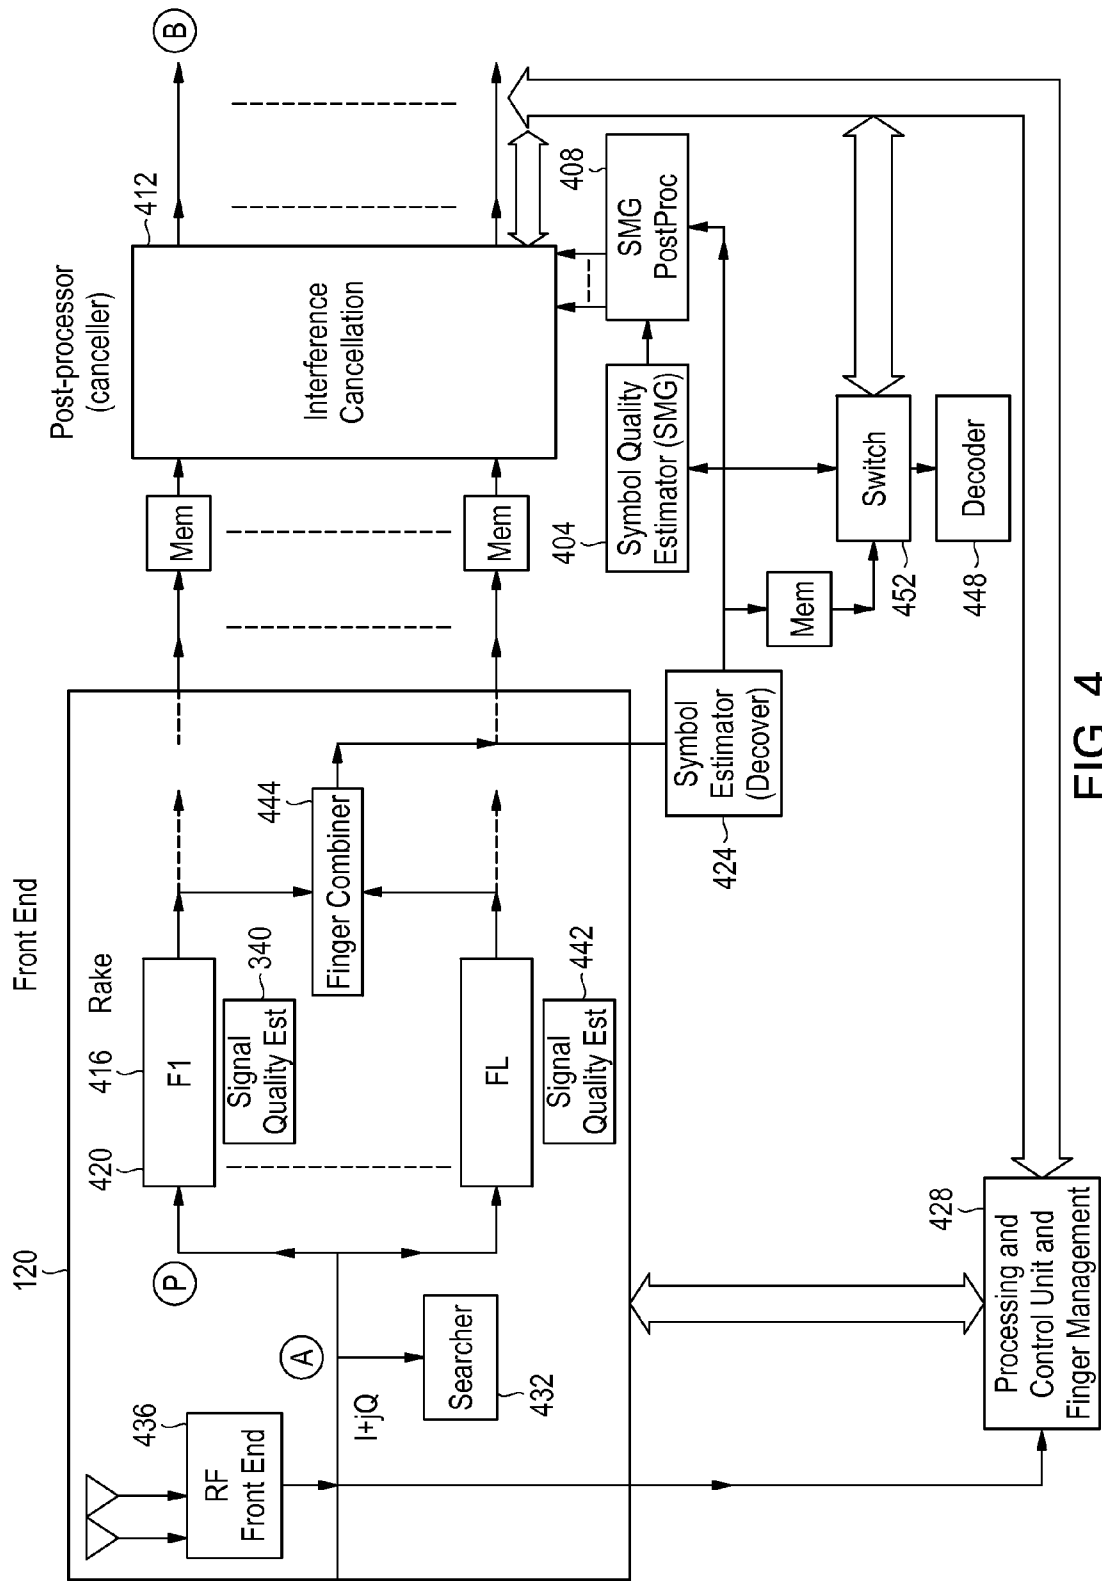 Front End
Post-processor
(canceller)
120
P
A
B
436
RF
Front End
I+jQ
Searcher
432
420
416
Rake
F1
Signal
Quality Est
340
FL
Signal
Quality Est
442
Finger Combiner
444
Mem
Mem
412
Interference
Cancellation
Symbol
Estimator
(Decover)
424
404
Symbol Quality
Estimator (SMG)
SMG
PostProc
408
Mem
Switch
452
Decoder
448
428
Processing and
Control Unit and
Finger Management
FIG. 4